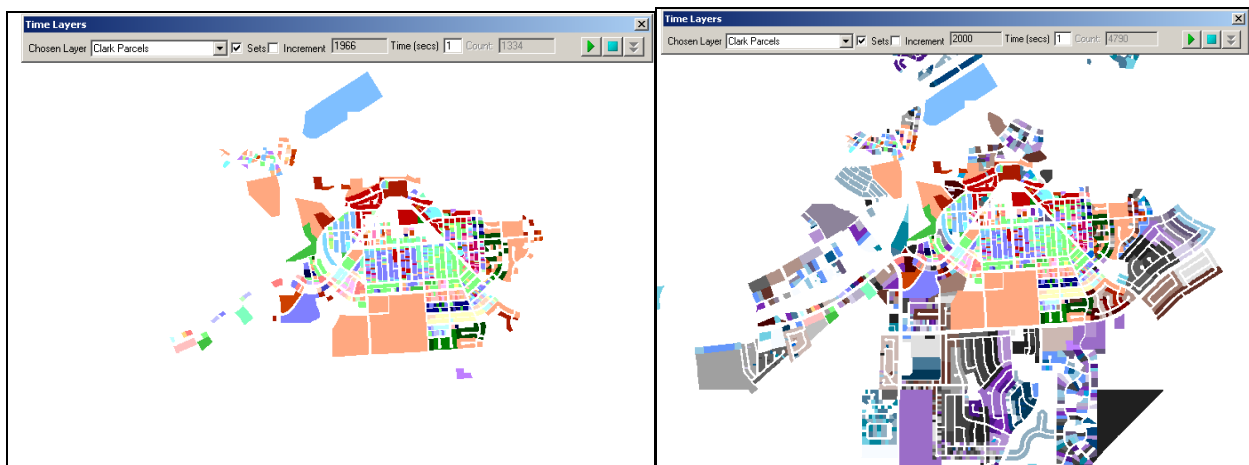 Time Layers
Chosen Layer Clark Parcels Sets Increment 1966 Time (secs) 1 Count: 1334
Time Layers
Chosen Layer Clark Parcels Sets Increment 2000 Time (secs) 1 Count: 4790